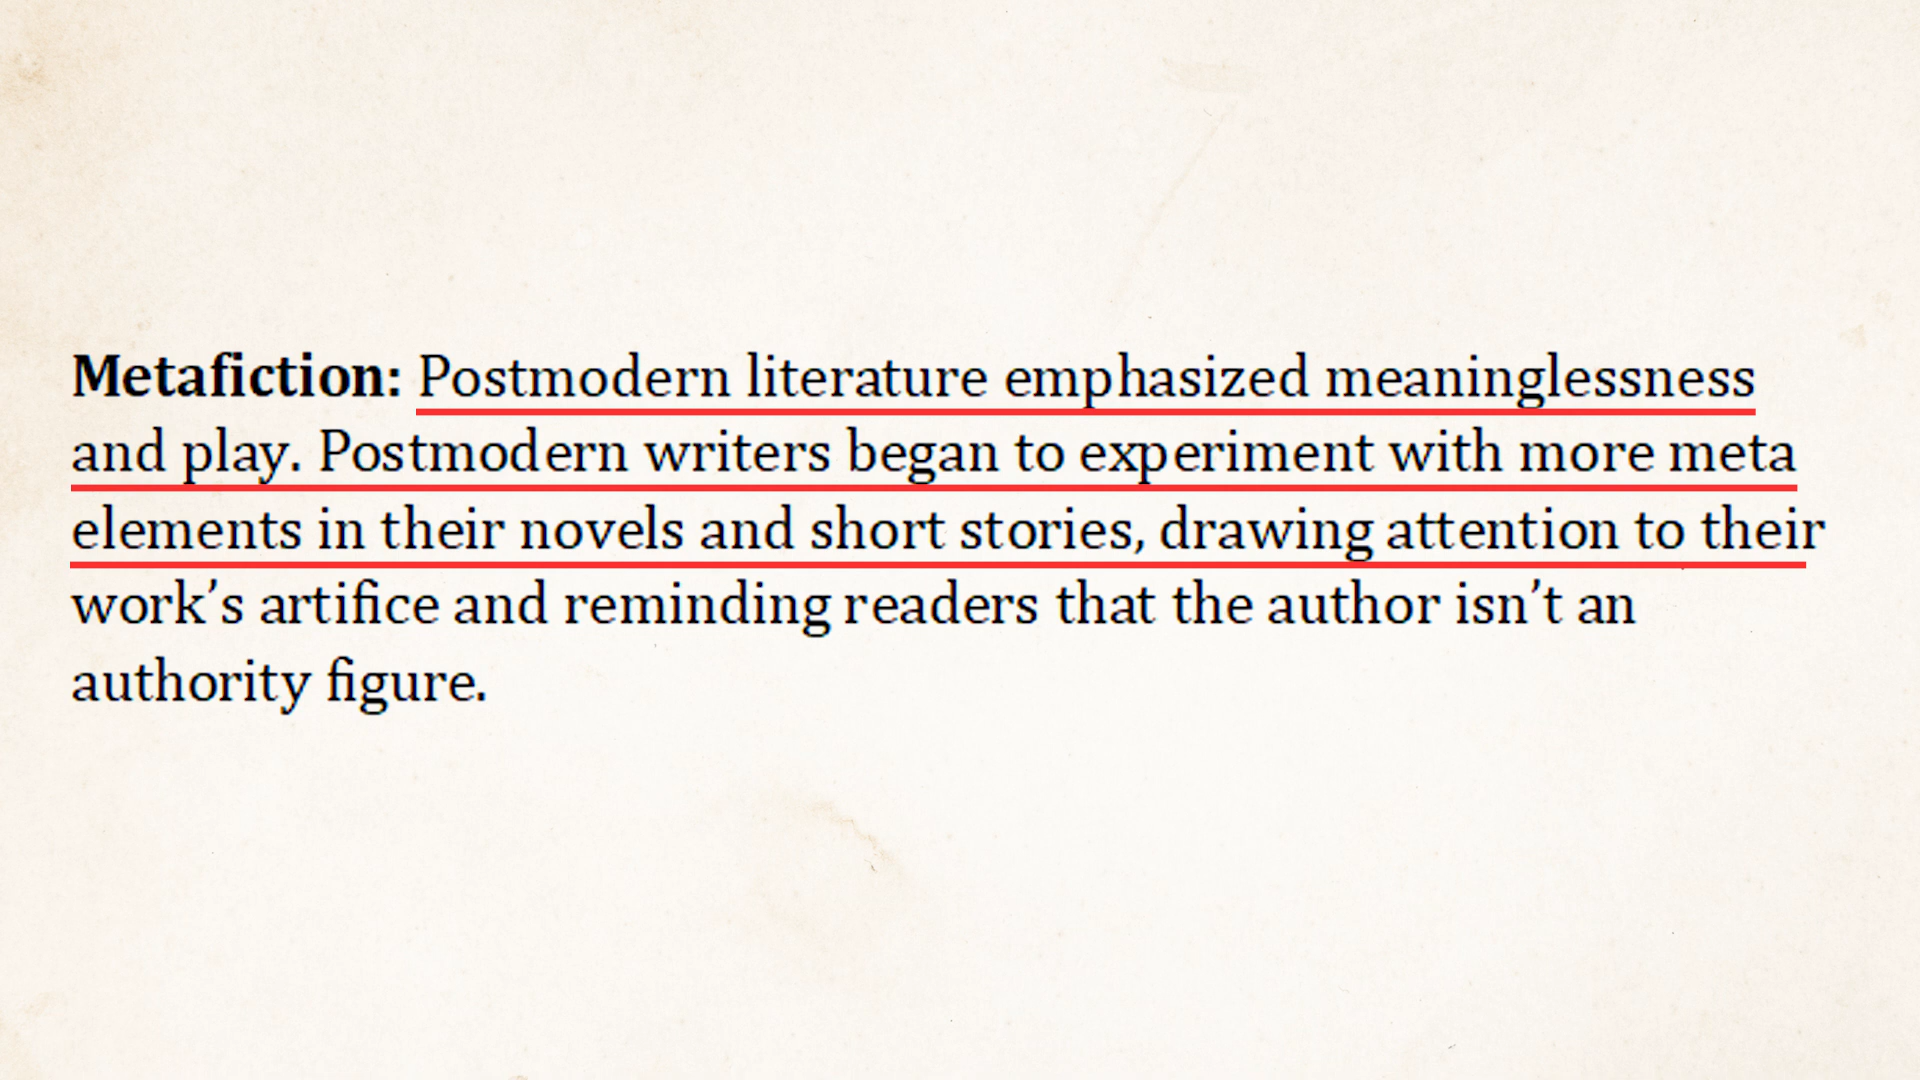 Metafiction: Postmodern literature emphasized meaninglessness
and play. Postmodern writers began to experiment with more meta
elements in their novels and short stories, drawing attention to their
work’s artifice and reminding readers that the author isn’t an
authority figure.